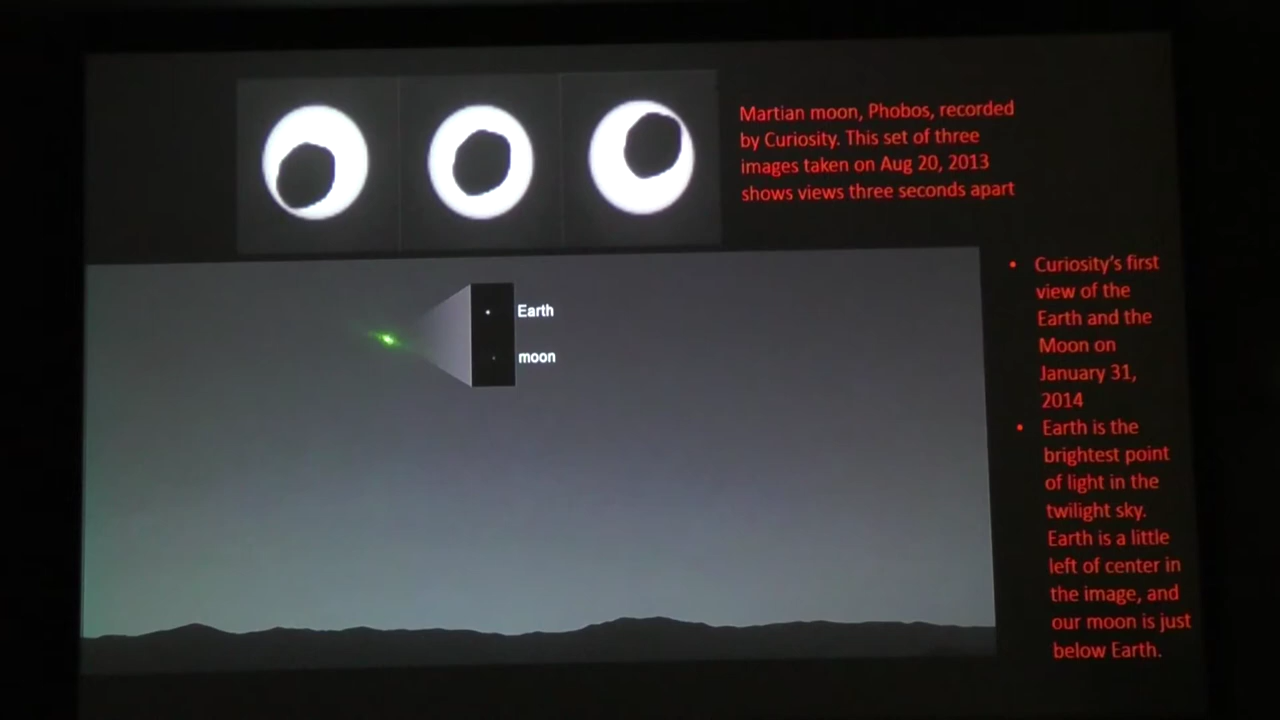 Martian moon, Phobos, recorded
by Curiosity. This set of three
images taken on Aug 20, 2013
shows views three seconds apart
Earth
moon
• Curiosity's first
view of the
Earth and the
Moon on
January 31,
2014
• Earth is the
brightest point
of light in the
twilight sky.
Earth is a little
left of center in
the image, and
our moon is just
below Earth.